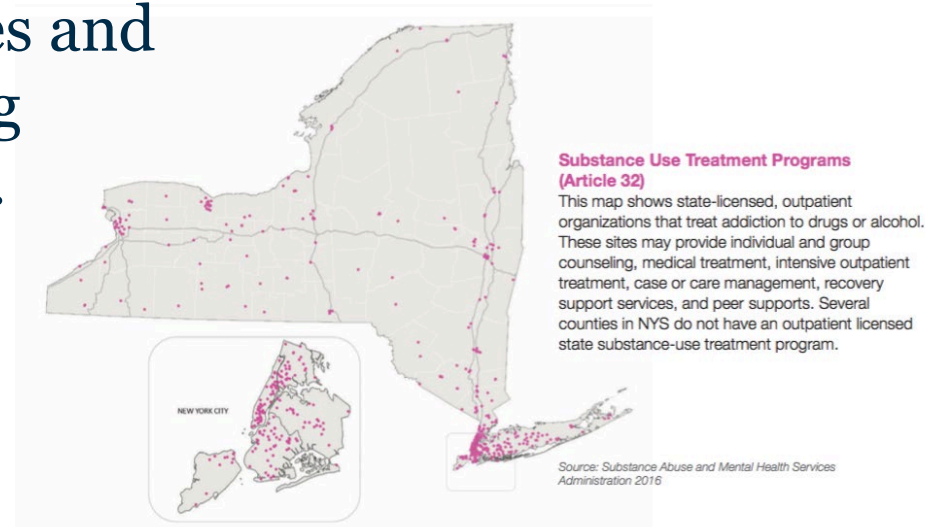 es and
g
.
Substance Use Treatment Programs
(Article 32)
This map shows state-licensed, outpatient
organizations that treat addiction to drugs or alcohol.
These sites may provide individual and group
counseling, medical treatment, intensive outpatient
treatment, case or care management, recovery
support services, and peer supports. Several
counties in NYS do not have an outpatient licensed
state substance-use treatment program.
NEW YORK CITY
Source: Substance Abuse and Mental Health Services
Administration 2016